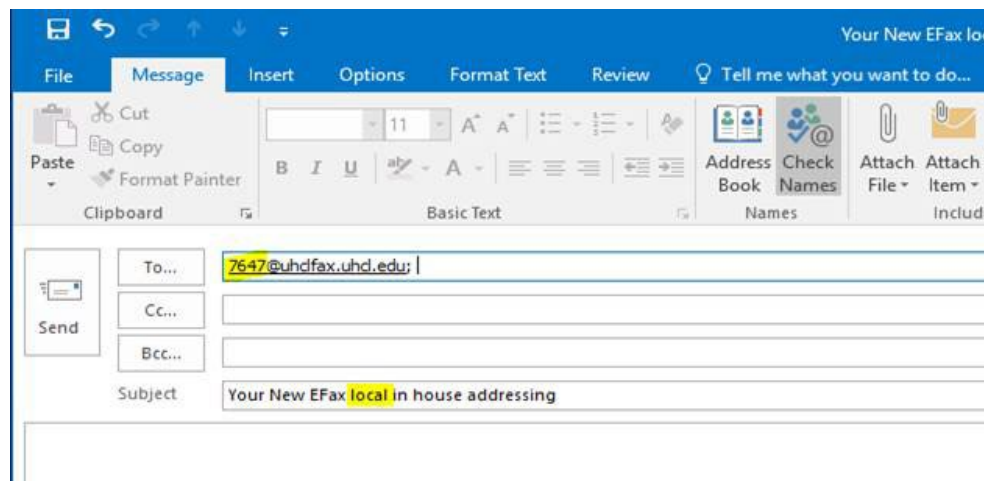 Your New EFax lo
File Message Insert Options Format Text Review Tell me what you want to do...
Cut
Copy
Format Painter
Paste
11
A A
B I U aby A
Address Book
Check Names
Attach File
Attach Item
Clipboard Basic Text Names Includ
Send
To... 7647@uhclfax.uhcl.edu;
Cc...
Bcc...
Subject Your New EFax local in house addressing